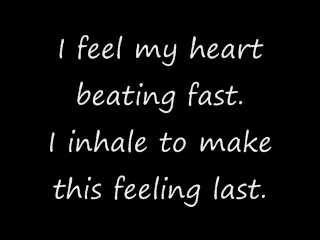 I feel my heart
beating fast.
I inhale to make
this feeling last.